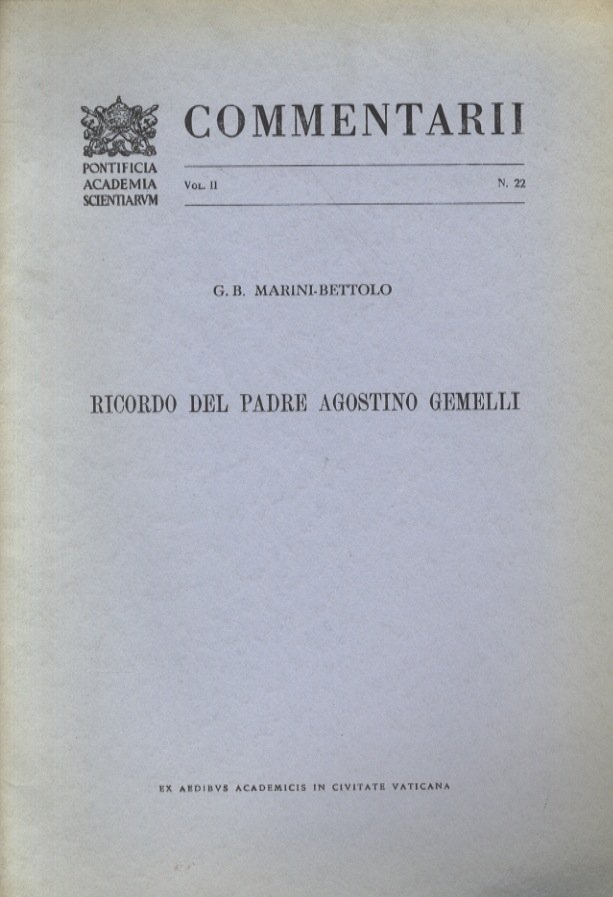 COMMENTARII
PONTIFICIA
ACADEMIA
SCIENTIARVM
VOL. II
N. 22
G. B. MARINI-BETTOLO
RICORDO DEL PADRE AGOSTINO GEMELLI
EX AEDIBVS ACADEMICIS IN CIVITATE VATICANA